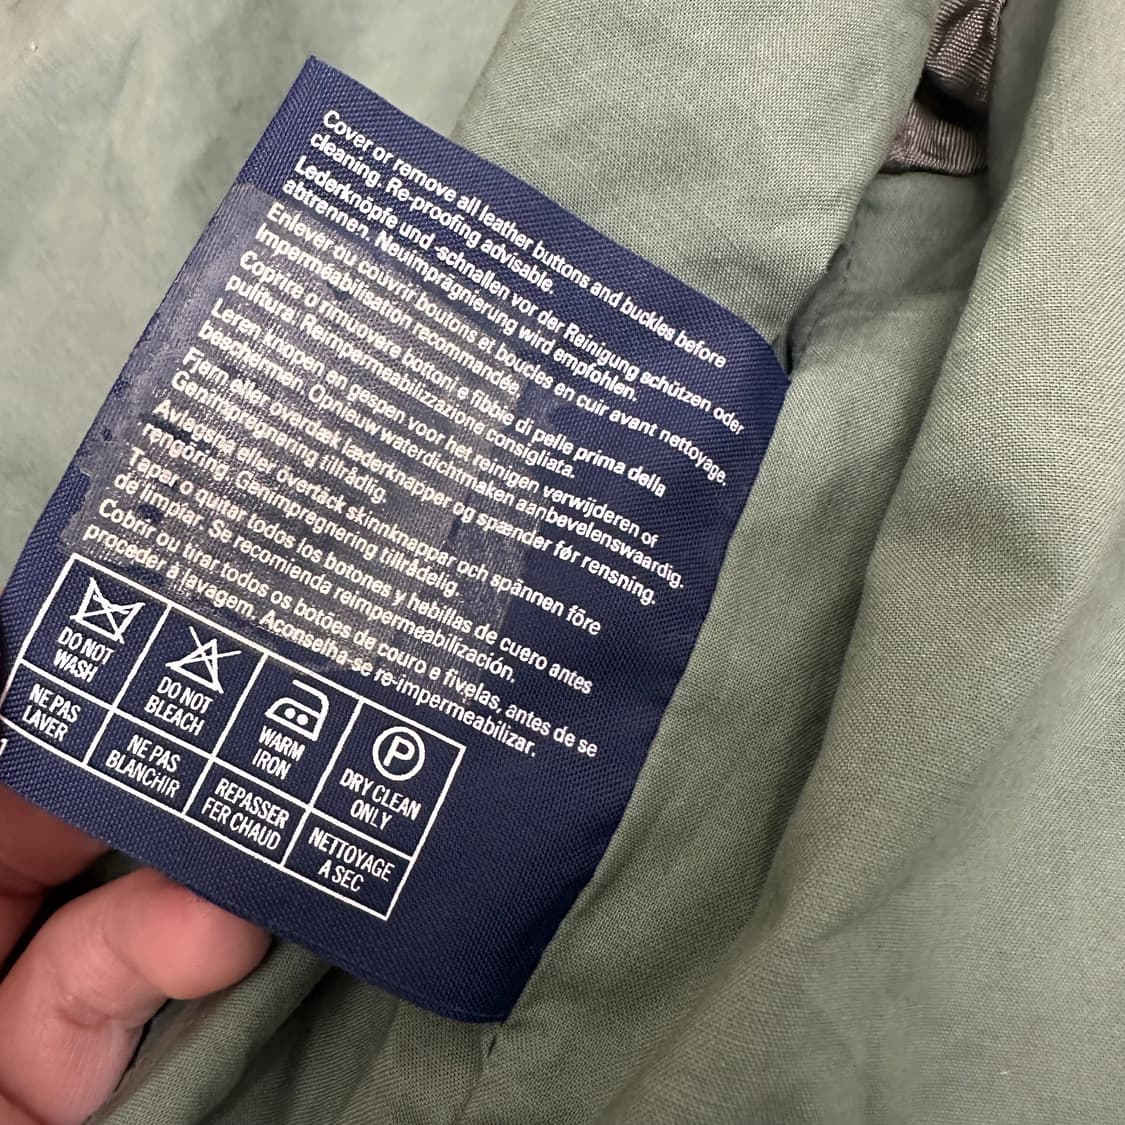 Cover or remove all leather buttons and buckles before
cleaning. Re-proofing advisable.
Lederknöpfe und -schnallen vor der Reinigung schützen oder
abtrennen. Neuimprägnierung wird empfohlen.
Enlever ou couvrir boutons et boucles en cuir avant nettoyage.
Imperméabilisation recommandée.
Coprire o rimuovere bottoni e fibbie di pelle prima della
pulitura. Reimpermeabilizzazione consigliata.
Leren knopen en gespen voor het reinigen verwijderen of
beschermen. Opnieuw waterdichtmaken aanbevelenswaardig.
Fjern eller overdæk læderknapper og spænder før rensning.
Genimprægnering tillrådlig.
Avlägsna eller övertäck skinnknappar och spännen före
rengöring. Genimpregnering tillrådelig.
Tapar o quitar todos los botones y hebillas de cuero antes
de limpiar. Se recomienda reimpermeabilización.
Cobrir ou tirar todos os botões de couro e fivelas, antes de se
proceder à lavagem. Aconselha-se re-impermeabilizar.
DO NOT
WASH
DO NOT
BLEACH
WARM
IRON
P
DRY CLEAN
ONLY
NE PAS
LAVER
NE PAS
BLANCHIR
REPASSER
FER CHAUD
NETTOYAGE
A SEC